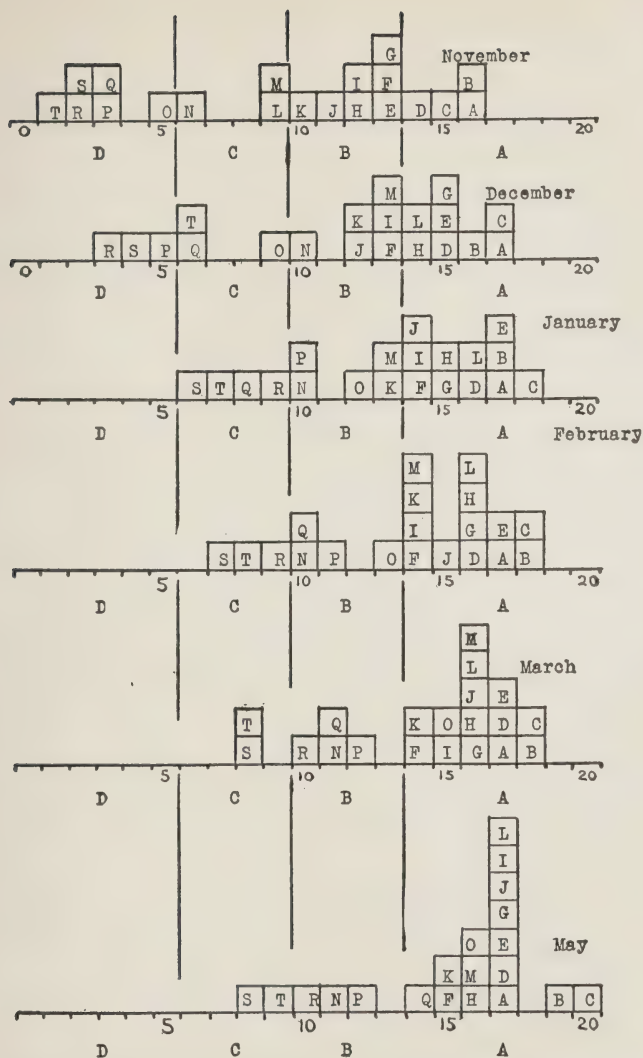 G November
S Q M I F B
T R P O N L K J H E D C A
0 5 10 15 20
D C B A
M G December
T K I L E C
R S P Q O N J F H D B A
0 5 10 15 20
D C B A
J E January
P M I H L B
S T Q R N O K F G D A C
5 10 15 20
D C B A February
M L
K H
Q I G E C
S T R N P O F J D A B
5 10 15 20
D C B A
M
L March
J E
T Q K O H D C
S R N P F I G A B
5 10 15 20
D C B A
L
I
J
G
O E May
K M D
S T R N P Q F H A B C
5 10 15 20
D C B A